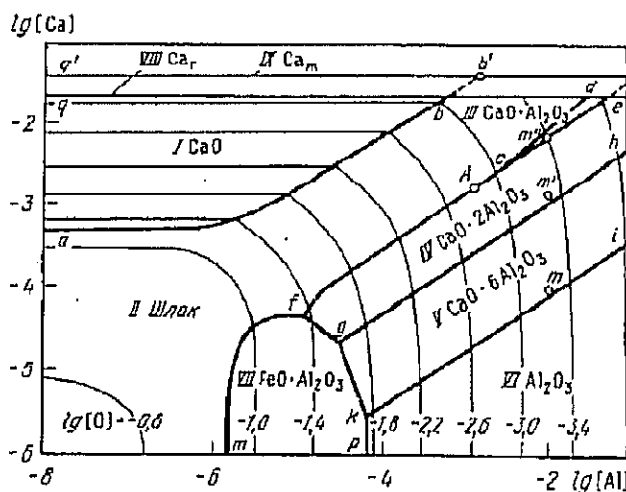 lg[Ca]
q'
VIII Ca_г
IX Ca_m
b'
q
b
III CaO·Al₂O₃
d
e
-2
m''
c
I CaO
h
A
-3
m'
IV CaO·2Al₂O₃
a
i
-4
f
V CaO·6Al₂O₃
m
II Шлак
g
-5
VII FeO·Al₂O₃
VI Al₂O₃
k
lg[O]=-0,6
-1,0
-1,4
-1,8
-2,2
-2,6
-3,0
-3,4
-6
m
p
-8
-6
-4
-2
lg[Al]